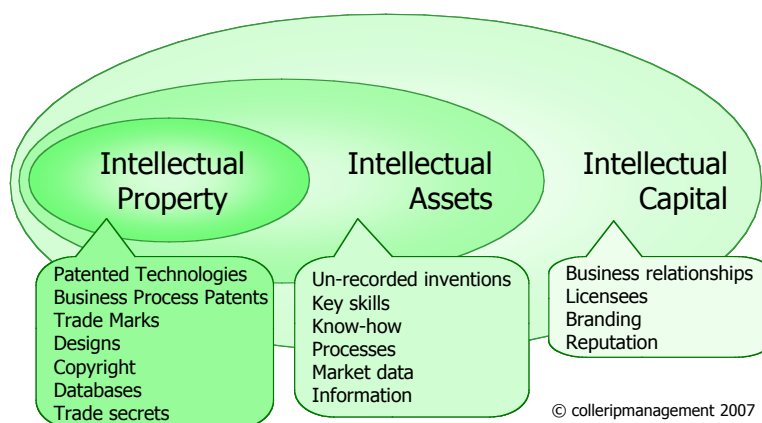 Intellectual
Property
Intellectual
Assets
Intellectual
Capital
Patented Technologies
Business Process Patents
Trade Marks
Designs
Copyright
Databases
Trade secrets
Un-recorded inventions
Key skills
Know-how
Processes
Market data
Information
Business relationships
Licensees
Branding
Reputation
© colleripmanagement 2007